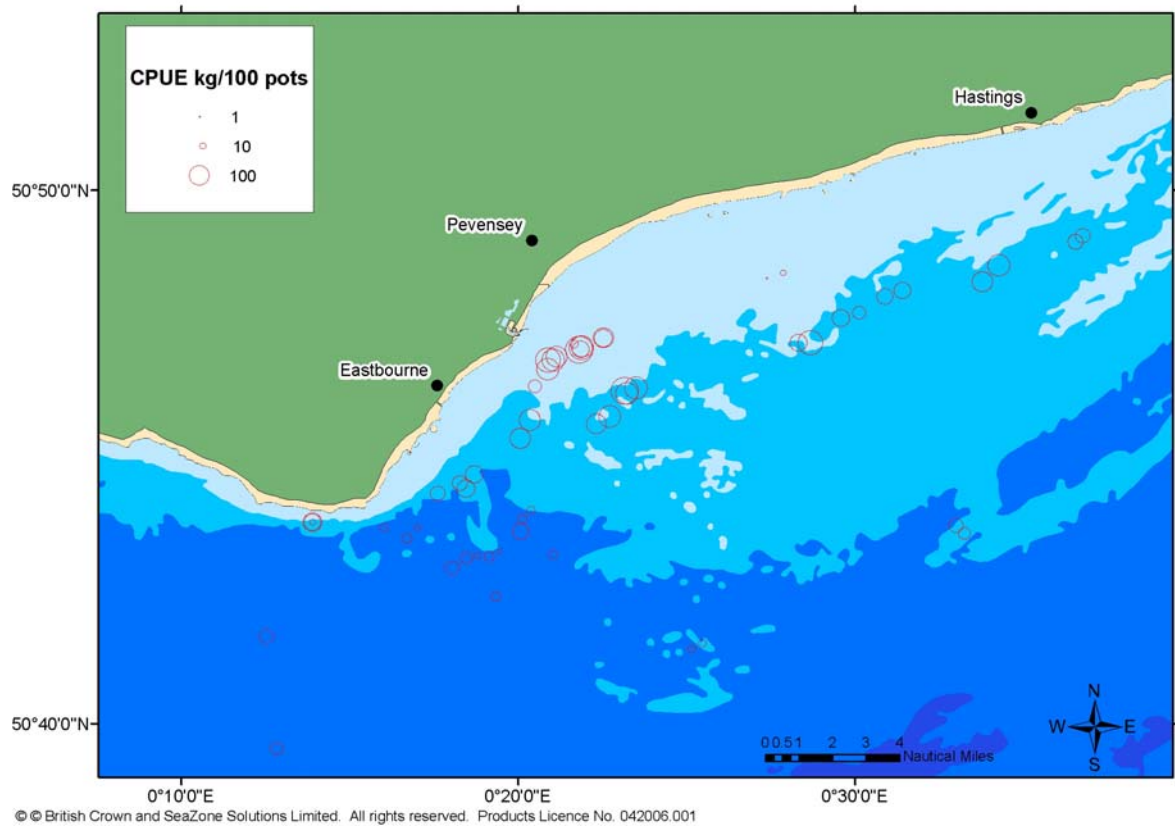 CPUE kg/100 pots
1
10
100
Hastings
50°50'0"N
Pevensey
Eastbourne
50°40'0"N
N
W E
S
0 0.5 1 2 3 4
Nautical Miles
0°10'0"E 0°20'0"E 0°30'0"E
© © British Crown and SeaZone Solutions Limited. All rights reserved. Products Licence No. 042006.001